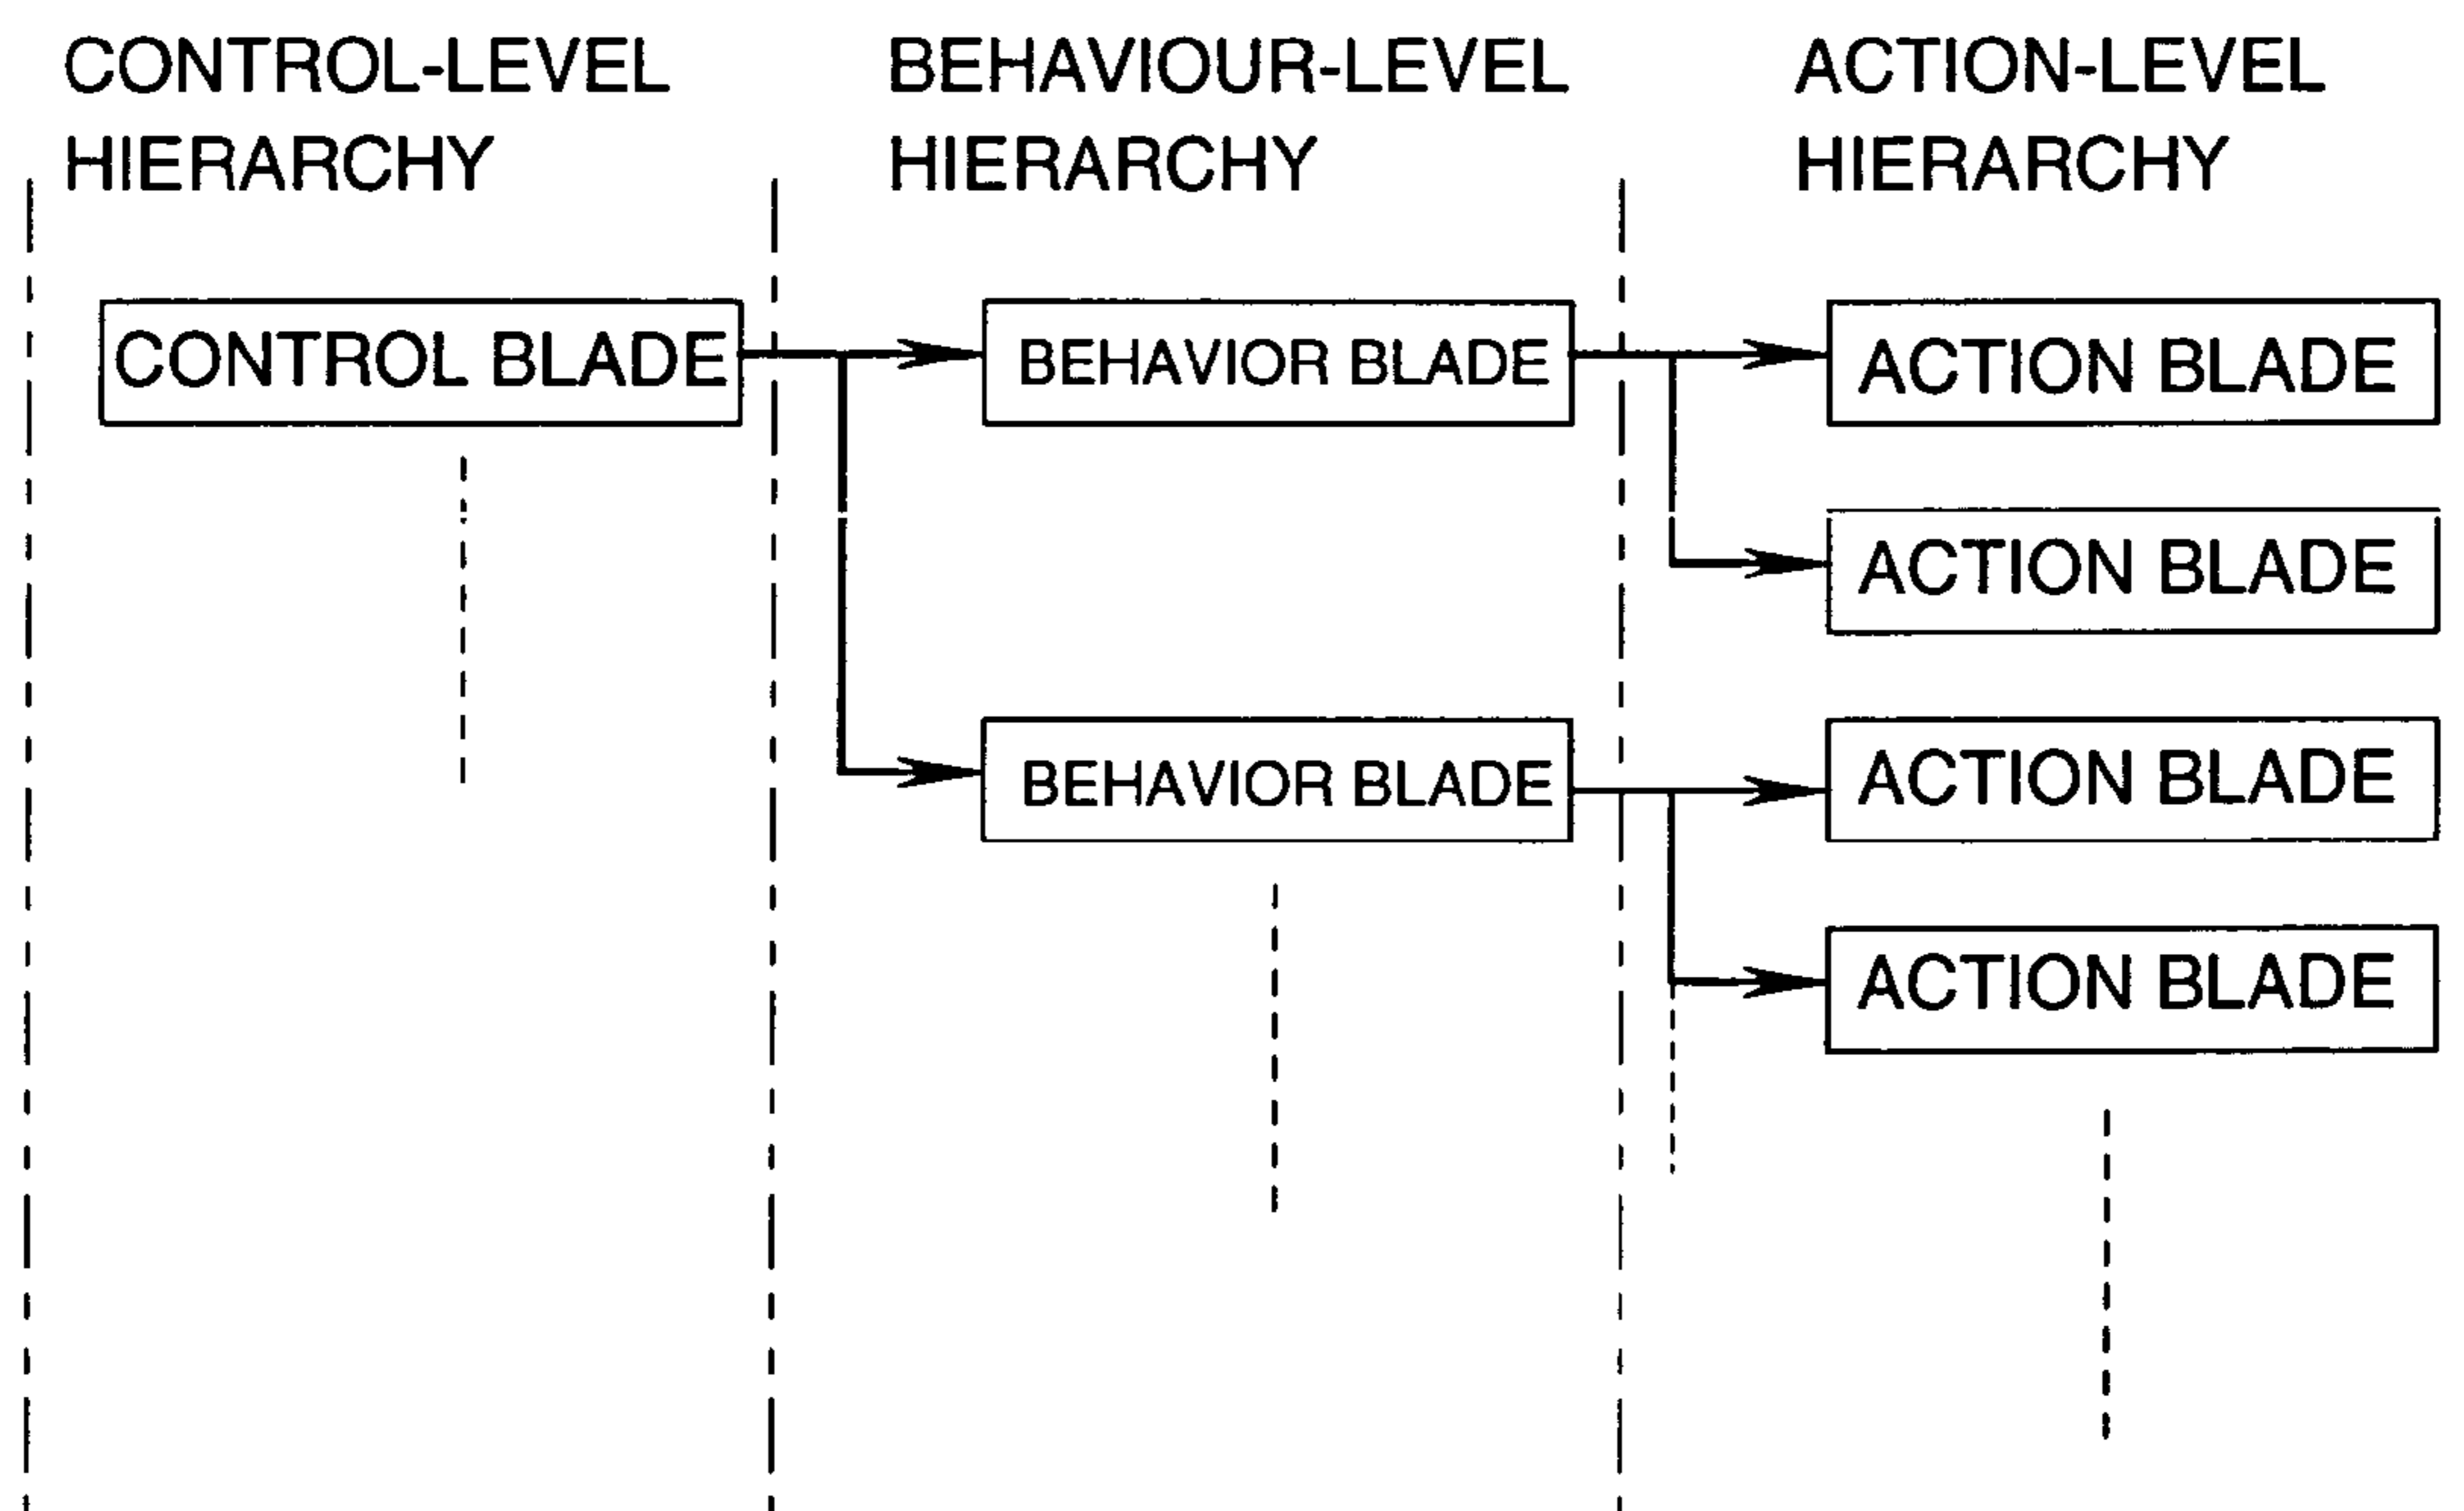 CONTROL-LEVEL
HIERARCHY
BEHAVIOUR-LEVEL
HIERARCHY
ACTION-LEVEL
HIERARCHY
CONTROL BLADE
BEHAVIOR BLADE
ACTION BLADE
ACTION BLADE
BEHAVIOR BLADE
ACTION BLADE
ACTION BLADE